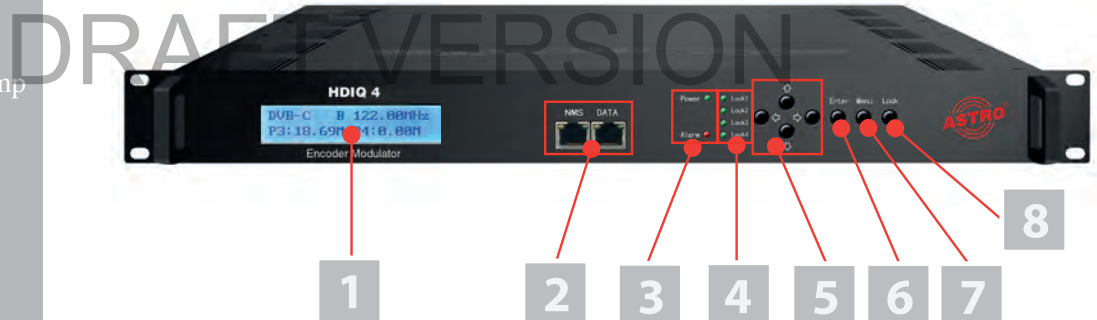 DRAFT VERSION
mp
HDIQ 4
DVB-C B 122.00MHz
P3:18.69M 4:0.00M
Encoder Modulator
NMS DATA
Power
Alarm
Lock1
Lock2
Lock3
Lock4
Enter Menu Lock
ASTRO
1
2
3
4
5
6
7
8